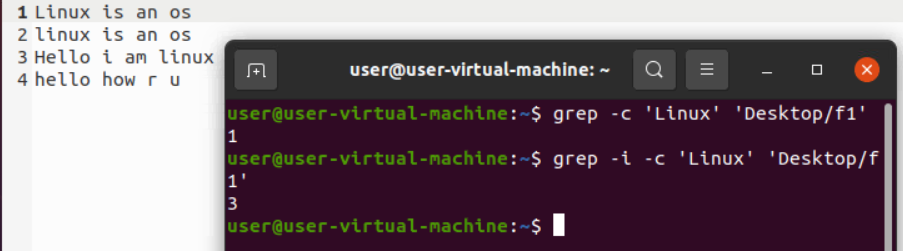 1 Linux is an os
2 linux is an os
3 Hello i am linux
4 hello how r u
user@user-virtual-machine: ~
user@user-virtual-machine:~$ grep -c 'Linux' 'Desktop/f1'
1
user@user-virtual-machine:~$ grep -i -c 'Linux' 'Desktop/f
1'
3
user@user-virtual-machine:~$